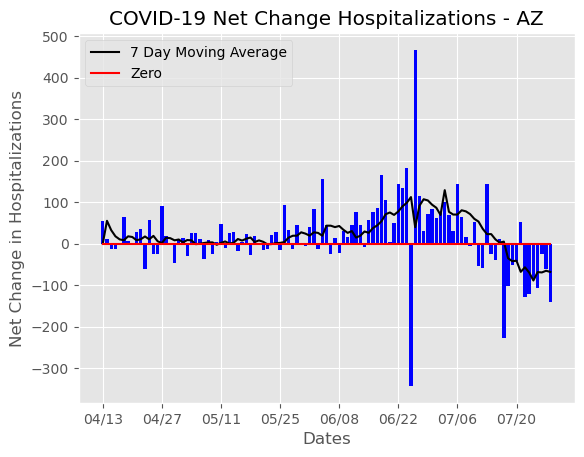 COVID-19 Net Change Hospitalizations - AZ
7 Day Moving Average
Zero
Net Change in Hospitalizations
500
400
300
200
100
0
−100
−200
−300
04/13 04/27 05/11 05/25 06/08 06/22 07/06 07/20
Dates